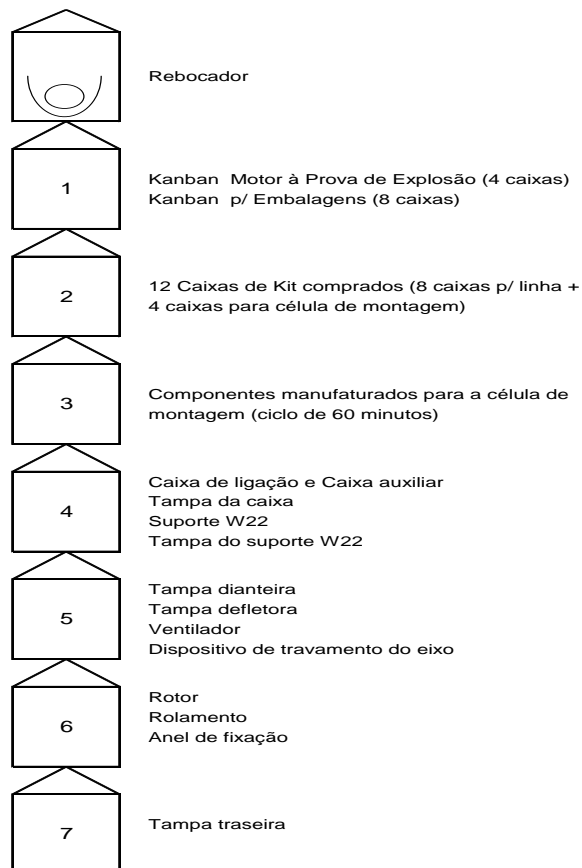 Rebocador
1
Kanban Motor à Prova de Explosão (4 caixas)
Kanban p/ Embalagens (8 caixas)
2
12 Caixas de Kit comprados (8 caixas p/ linha +
4 caixas para célula de montagem)
3
Componentes manufaturados para a célula de
montagem (ciclo de 60 minutos)
4
Caixa de ligação e Caixa auxiliar
Tampa da caixa
Suporte W22
Tampa do suporte W22
5
Tampa dianteira
Tampa defletora
Ventilador
Dispositivo de travamento do eixo
6
Rotor
Rolamento
Anel de fixação
7
Tampa traseira